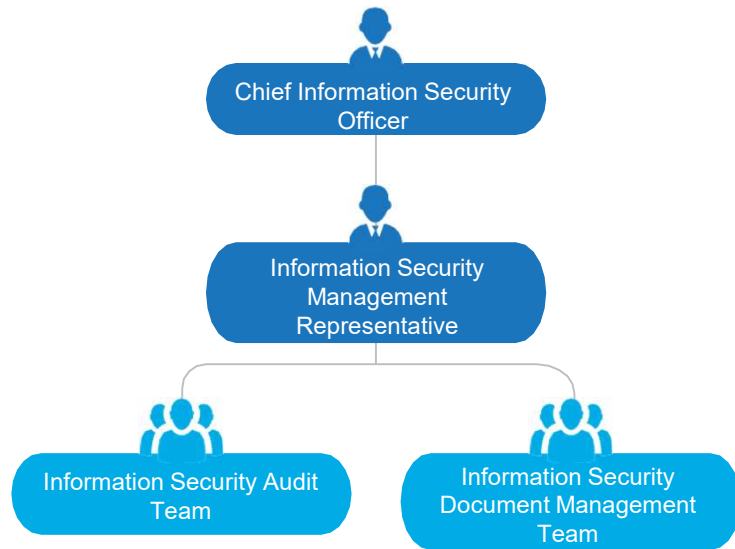 Chief Information Security
Officer
Information Security
Management
Representative
Information Security Audit
Team
Information Security
Document Management
Team